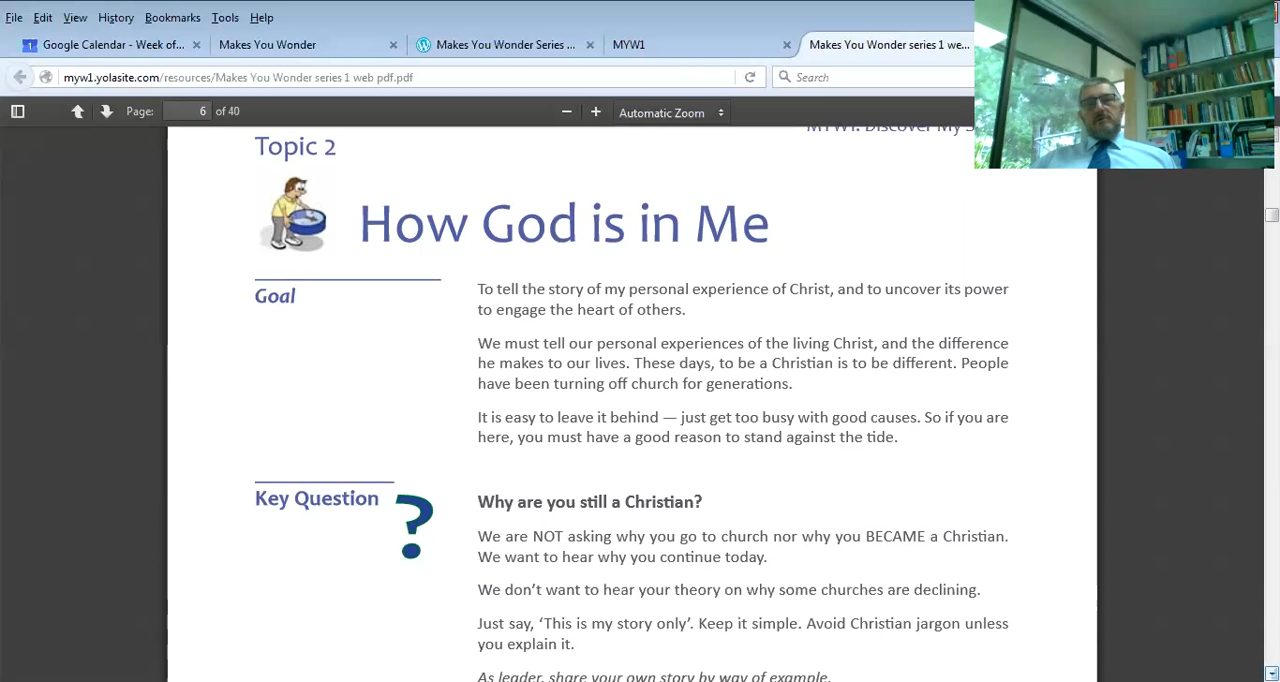 File Edit View History Bookmarks Tools Help
Google Calendar - Week of... × Makes You Wonder × Makes You Wonder Series ... × MYW1 × Makes You Wonder series 1 we...
myw1.yolasite.com/resources/Makes You Wonder series 1 web pdf.pdf Search
Page: 6 of 40 Automatic Zoom
MYW1: Discover My S
Topic 2
How God is in Me
Goal
To tell the story of my personal experience of Christ, and to uncover its power
to engage the heart of others.
We must tell our personal experiences of the living Christ, and the difference
he makes to our lives. These days, to be a Christian is to be different. People
have been turning off church for generations.
It is easy to leave it behind — just get too busy with good causes. So if you are
here, you must have a good reason to stand against the tide.
Key Question ?
Why are you still a Christian?
We are NOT asking why you go to church nor why you BECAME a Christian.
We want to hear why you continue today.
We don’t want to hear your theory on why some churches are declining.
Just say, ‘This is my story only’. Keep it simple. Avoid Christian jargon unless
you explain it.
As leader, share your own story by way of example.